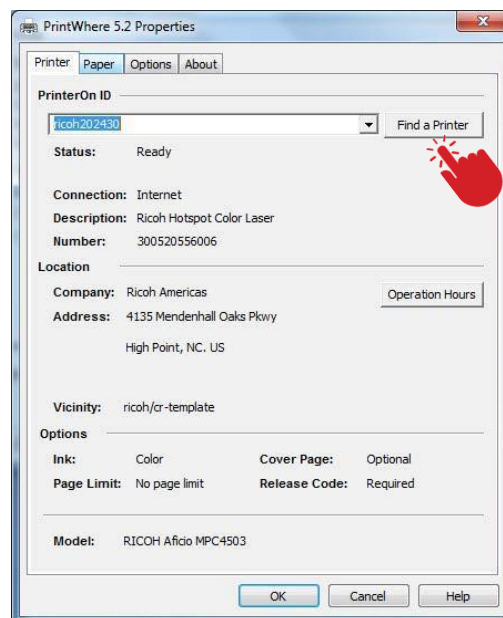 PrintWhere 5.2 Properties
Printer Paper Options About
PrinterOn ID
ricoh202430 Find a Printer
Status: Ready
Connection: Internet
Description: Ricoh Hotspot Color Laser
Number: 300520556006
Location
Company: Ricoh Americas Operation Hours
Address: 4135 Mendenhall Oaks Pkwy
High Point, NC. US
Vicinity: ricoh/cr-template
Options
Ink: Color Cover Page: Optional
Page Limit: No page limit Release Code: Required
Model: RICOH Aficio MPC4503
OK Cancel Help